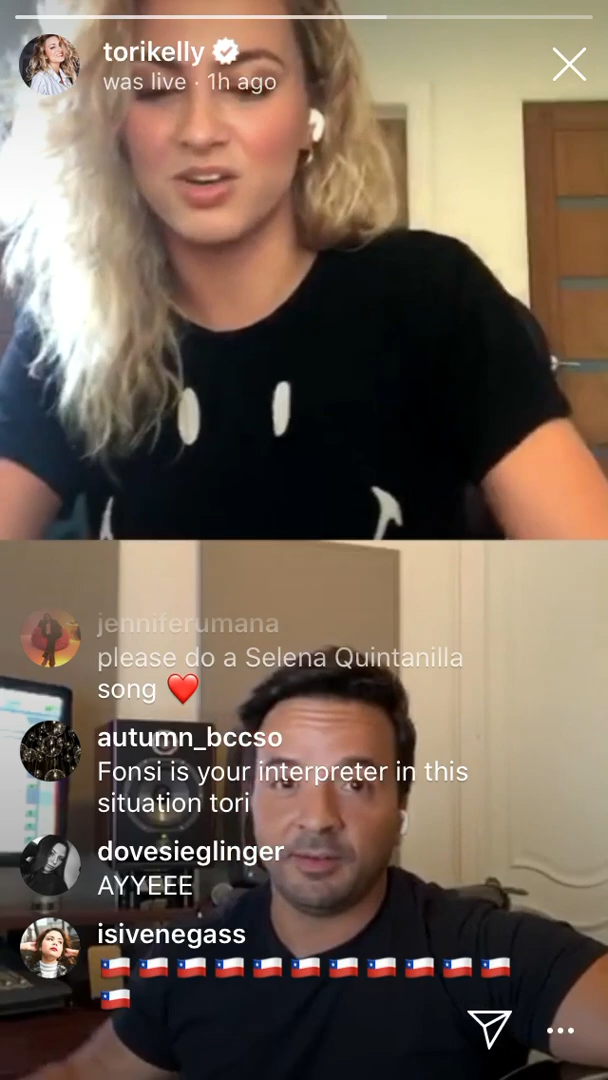 torikelly
was live · 1h ago
jenniferumana
please do a Selena Quintanilla
song ❤️
autumn_bccso
Fonsi is your interpreter in this
situation tori
dovesieglinger
AYYEEE
isivenegass
🇨🇱🇨🇱🇨🇱🇨🇱🇨🇱🇨🇱🇨🇱🇨🇱🇨🇱🇨🇱🇨🇱
🇨🇱